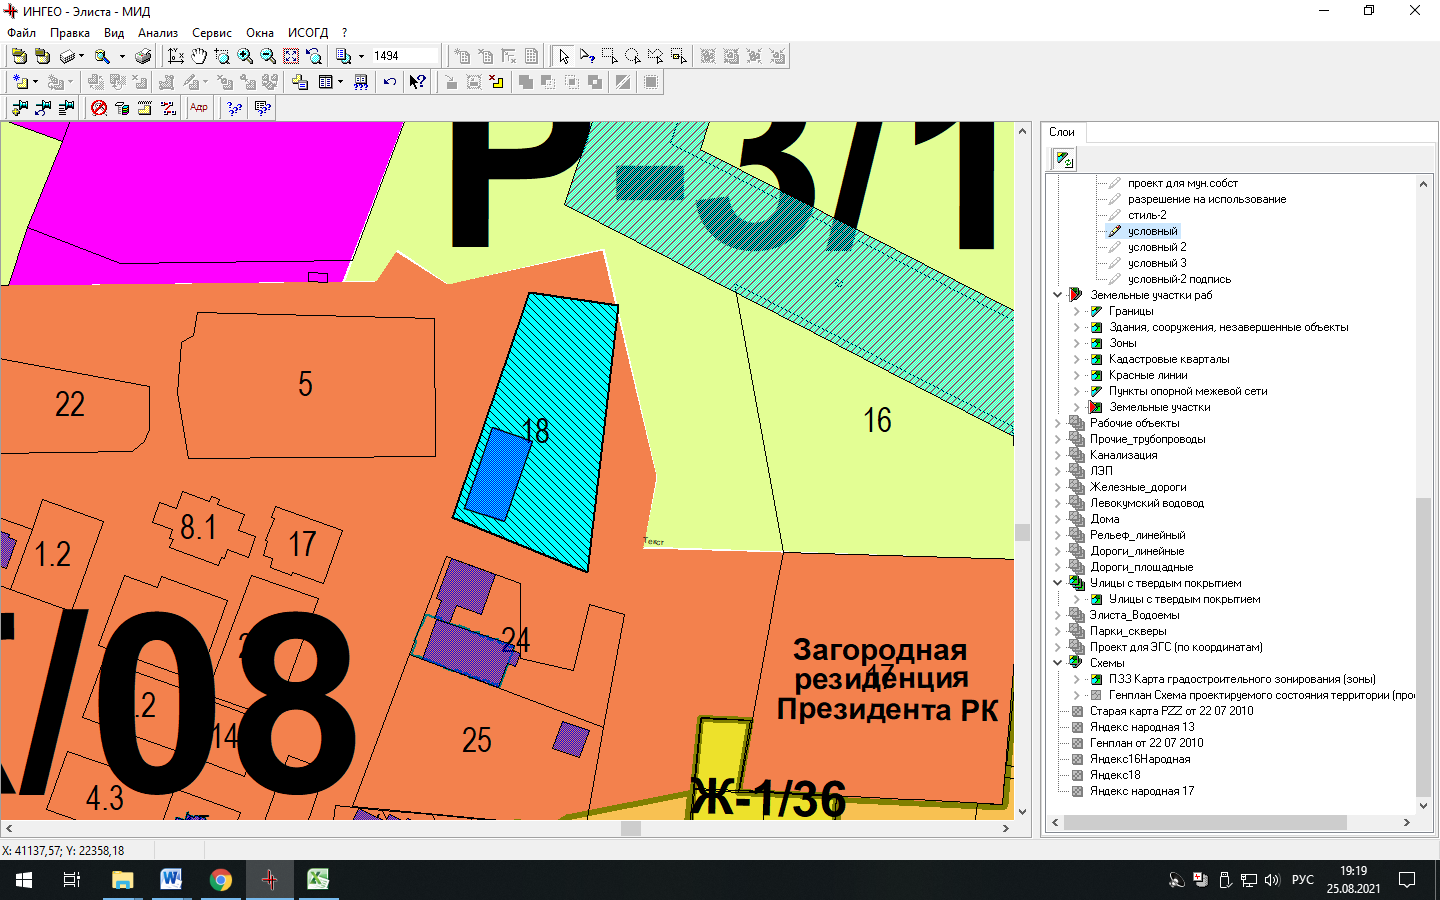 ИНГЕО - Элиста - МИД
Файл Правка Вид Анализ Сервис Окна ИСОГД ?
1494
Адр
Р-3/1
5
22
18
16
8.1
17
1.2
Текст
24
/08
.2
14
25
4.3
Загородная
резиденция
Президента РК
17
Ж-1/36
Слои
проект для мун.собст
разрешение на использование
стиль-2
условный
условный 2
условный 3
условный-2 подпись
Земельные участки раб
Границы
Здания, сооружения, незавершенные объекты
Зоны
Кадастровые кварталы
Красные линии
Пункты опорной межевой сети
Земельные участки
Рабочие объекты
Прочие_трубопроводы
Канализация
ЛЭП
Железные_дороги
Левокумский водовод
Дома
Рельеф_линейный
Дороги_линейные
Дороги_площадные
Улицы с твердым покрытием
Улицы с твердым покрытием
Элиста_Водоемы
Парки_скверы
Проект для ЭГС (по координатам)
Схемы
ПЗЗ Карта градостроительного зонирования (зоны)
Генплан Схема проектируемого состояния территории (прое
Старая карта PZZ от 22 07 2010
Яндекс народная 13
Генплан от 22 07 2010
Яндекс16Народная
Яндекс18
Яндекс народная 17
X: 41137,57; Y: 22358,18
РУС
19:19
25.08.2021